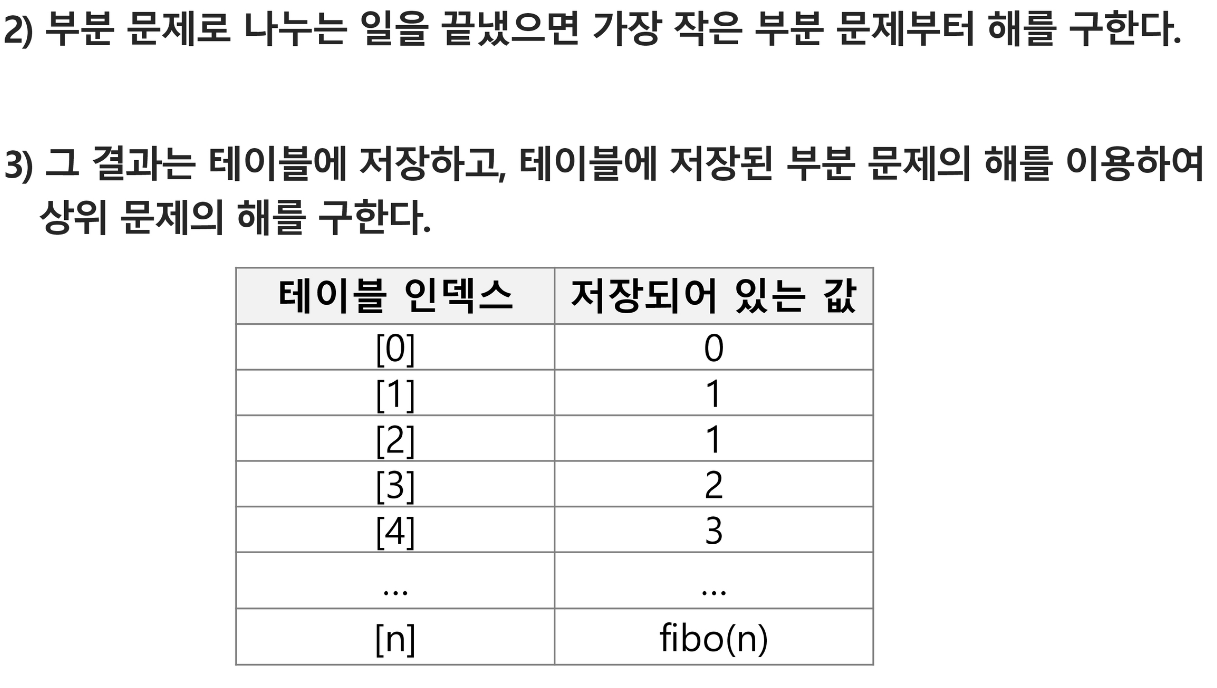 2) 부분 문제로 나누는 일을 끝냈으면 가장 작은 부분 문제부터 해를 구한다.
3) 그 결과는 테이블에 저장하고, 테이블에 저장된 부분 문제의 해를 이용하여
상위 문제의 해를 구한다.
테이블 인덱스 저장되어 있는 값
[0] 0
[1] 1
[2] 1
[3] 2
[4] 3
... ...
[n] fibo(n)